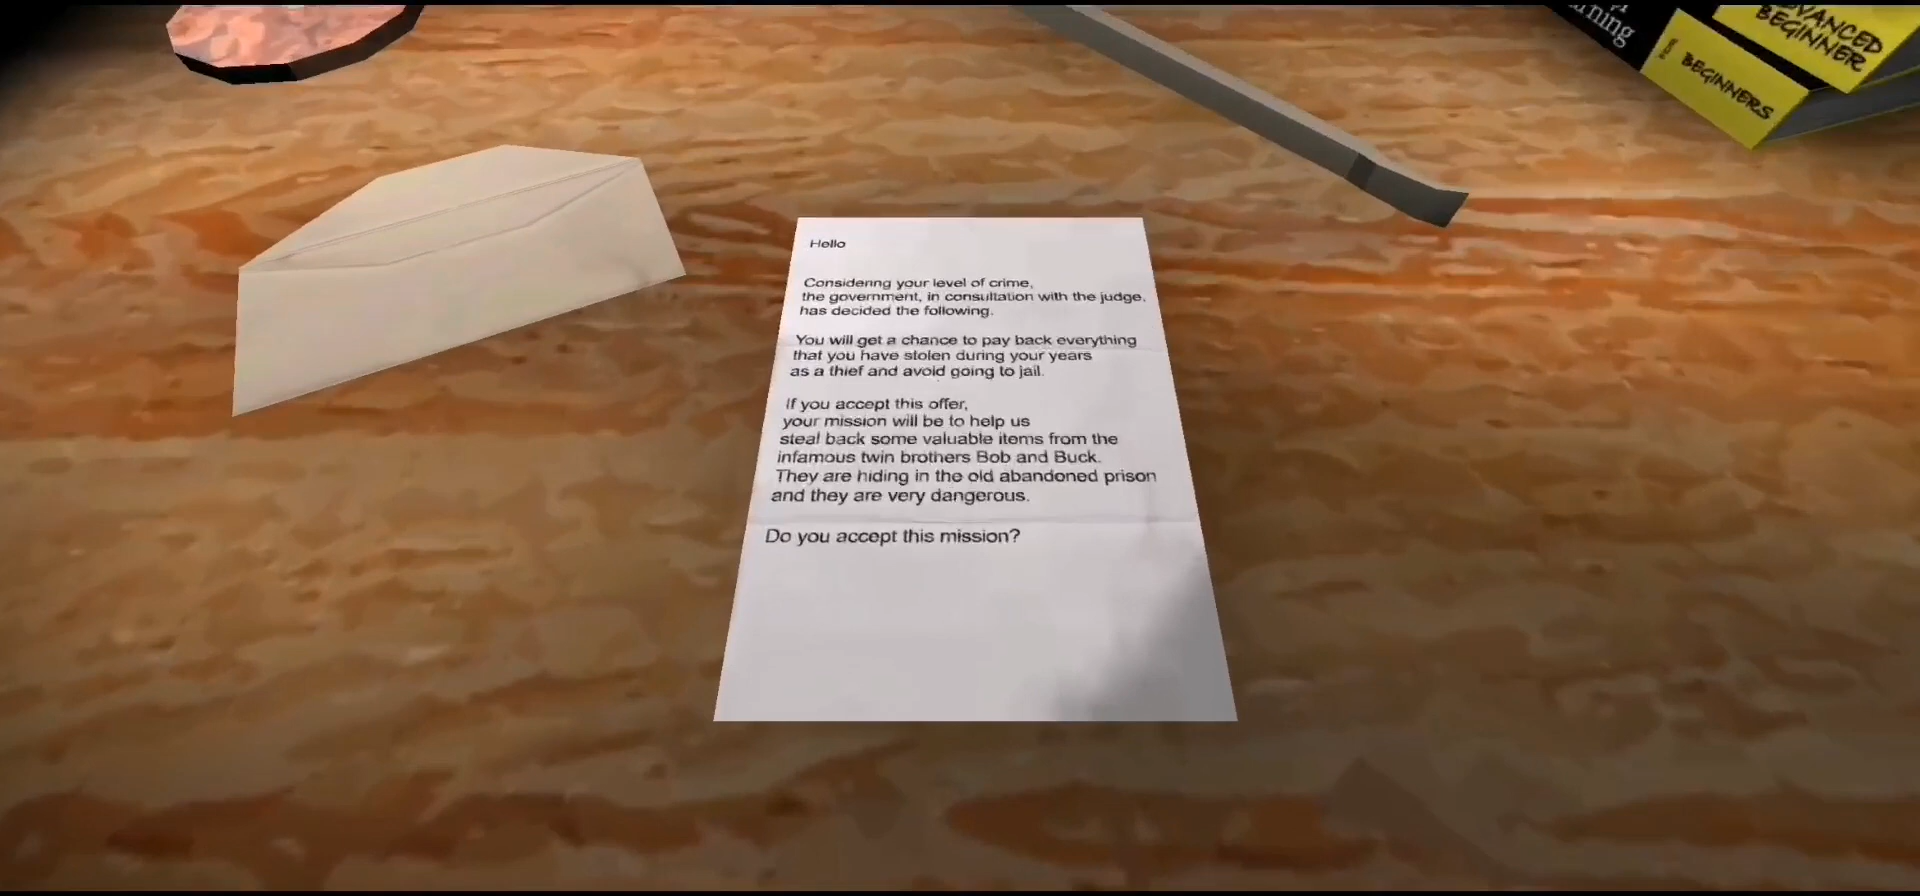 arning
ADVANCED
BEGINNER
BEGINNERS
Hello
Considering your level of crime,
the government, in consultation with the judge,
has decided the following.
You will get a chance to pay back everything
that you have stolen during your years
as a thief and avoid going to jail.
If you accept this offer,
your mission will be to help us
steal back some valuable items from the
infamous twin brothers Bob and Buck.
They are hiding in the old abandoned prison
and they are very dangerous.
Do you accept this mission?